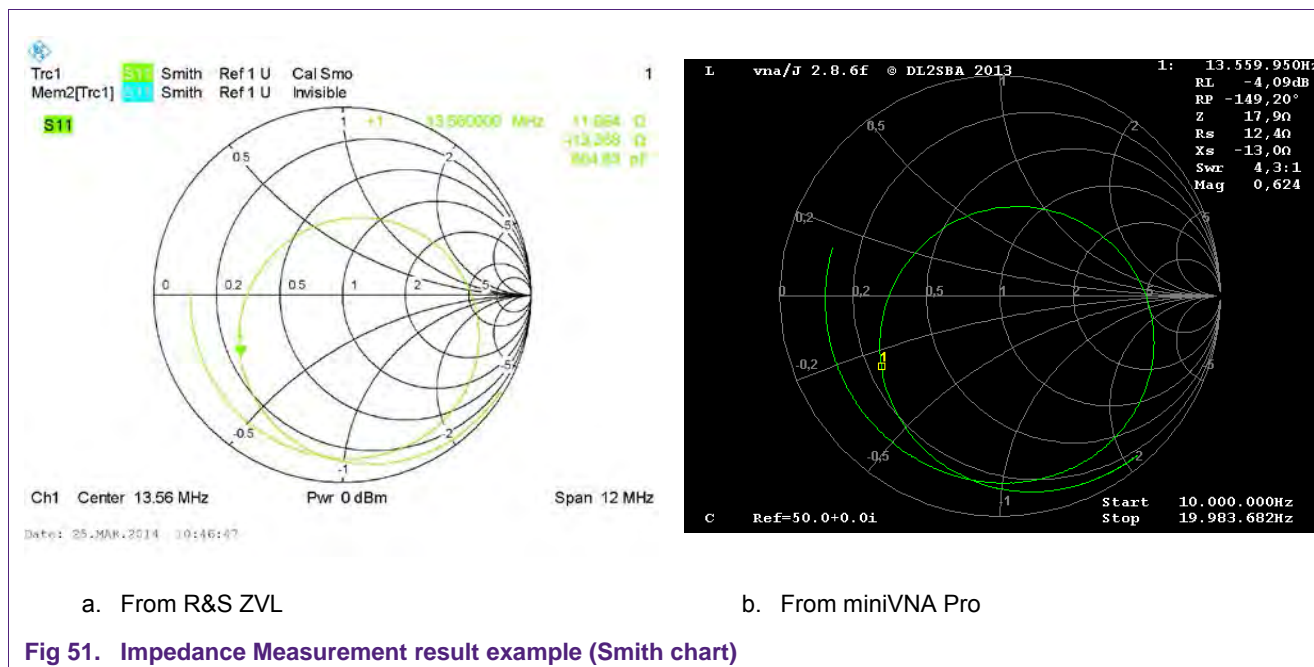 Trc1 S11 Smith Ref 1 U Cal Smo 1
Mem2[Trc1] S11 Smith Ref 1 U Invisible
S11
•1 13.560000 MHz
-13.368 Ω
pF
1
0.5
2
5
0 0.2 0.5 1 2 5
-5
-0.5
-2
-1
Ch1 Center 13.56 MHz Pwr 0 dBm Span 12 MHz
Date: 25.MAR.2014 10:46:47
L vna/J 2.8.6f @ DL2SBA 2013
1: 13.559.950Hz
RL -4,09dB
RP -149,20°
Z 17,9Ω
Rs 12,4Ω
Xs -13,0Ω
Swr 4,3:1
Mag 0,624
1
0,5
2
0,2
5
0 0,2 0,5 1 2 5
1
-0,2
-5
-0,5
-2
-1
Start 10.000.000Hz
C Ref=50.0+0.0i
Stop 19.983.682Hz
a. From R&S ZVL
b. From miniVNA Pro
Fig 51. Impedance Measurement result example (Smith chart)